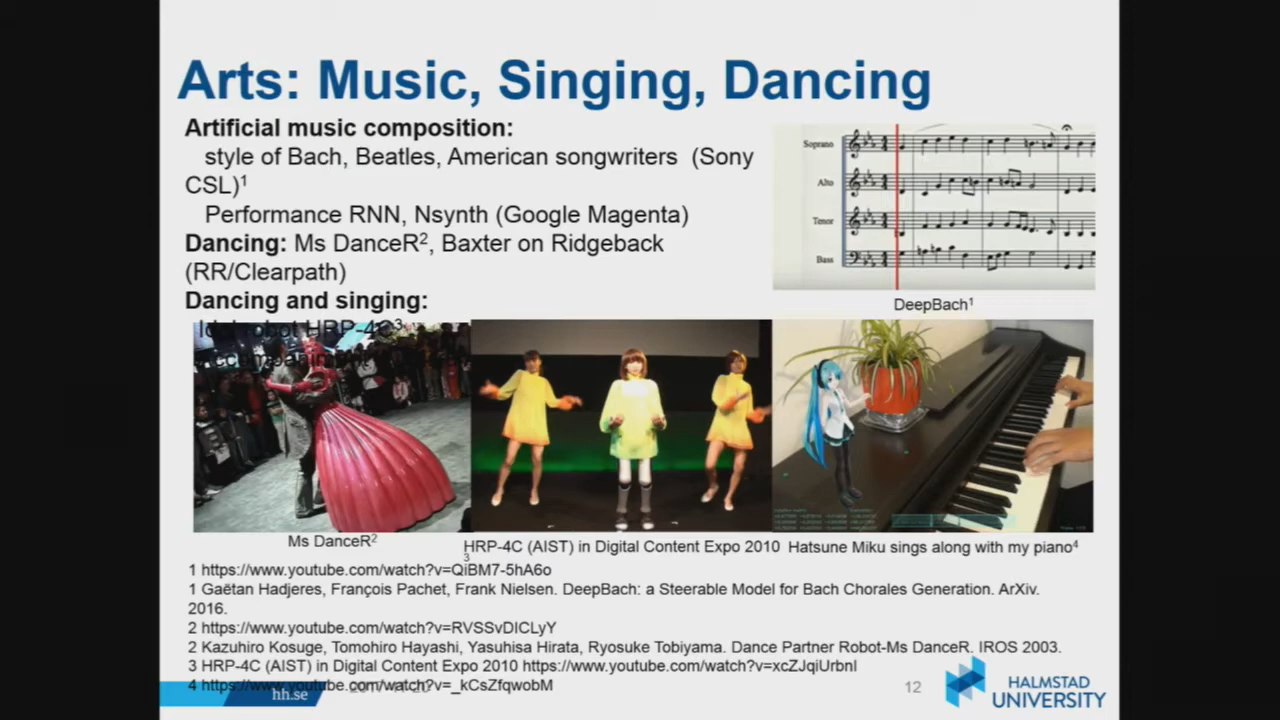 Arts: Music, Singing, Dancing
Artificial music composition:
style of Bach, Beatles, American songwriters (Sony
CSL)1
Performance RNN, Nsynth (Google Magenta)
Dancing: Ms DanceR2, Baxter on Ridgeback
(RR/Clearpath)
Dancing and singing:
Idol robot HRP-4C3
Soprano
Alto
Tenor
Bass
DeepBach1
Ms DanceR2
HRP-4C (AIST) in Digital Content Expo 2010
3
Hatsune Miku sings along with my piano4
1 https://www.youtube.com/watch?v=QiBM7-5hA6o
1 Gaëtan Hadjeres, François Pachet, Frank Nielsen. DeepBach: a Steerable Model for Bach Chorales Generation. ArXiv.
2016.
2 https://www.youtube.com/watch?v=RVSSvDICLyY
2 Kazuhiro Kosuge, Tomohiro Hayashi, Yasuhisa Hirata, Ryosuke Tobiyama. Dance Partner Robot-Ms DanceR. IROS 2003.
3 HRP-4C (AIST) in Digital Content Expo 2010 https://www.youtube.com/watch?v=xcZJqiUrbnI
4 https://www.youtube.com/watch?v=_kCsZfqwobM
hh.se
12
HALMSTAD
UNIVERSITY